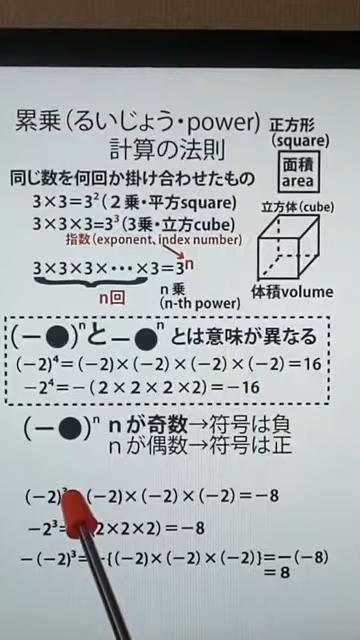 累乗(るいじょう・power)
計算の法則
正方形
(square)
面積
area
同じ数を何回か掛け合わせたもの
3×3=3²(2乗・平方square)
3×3×3=3³(3乗・立方cube)
指数(exponent, index number)
3×3×3×・・・×3=3ⁿ
n回
n 乗
(n-th power)
立方体(cube)
体積volume
(−●)ⁿと−●ⁿとは意味が異なる
(−2)⁴=(−2)×(−2)×(−2)×(−2)=16
−2⁴=−(2×2×2×2)=−16
(−●)ⁿ nが奇数→符号は負
nが偶数→符号は正
(−2) (−2)×(−2)×(−2)=−8
−2³= 2×2×2)=−8
−(−2)³= {(−2)×(−2)×(−2)}=−(−8)
=8